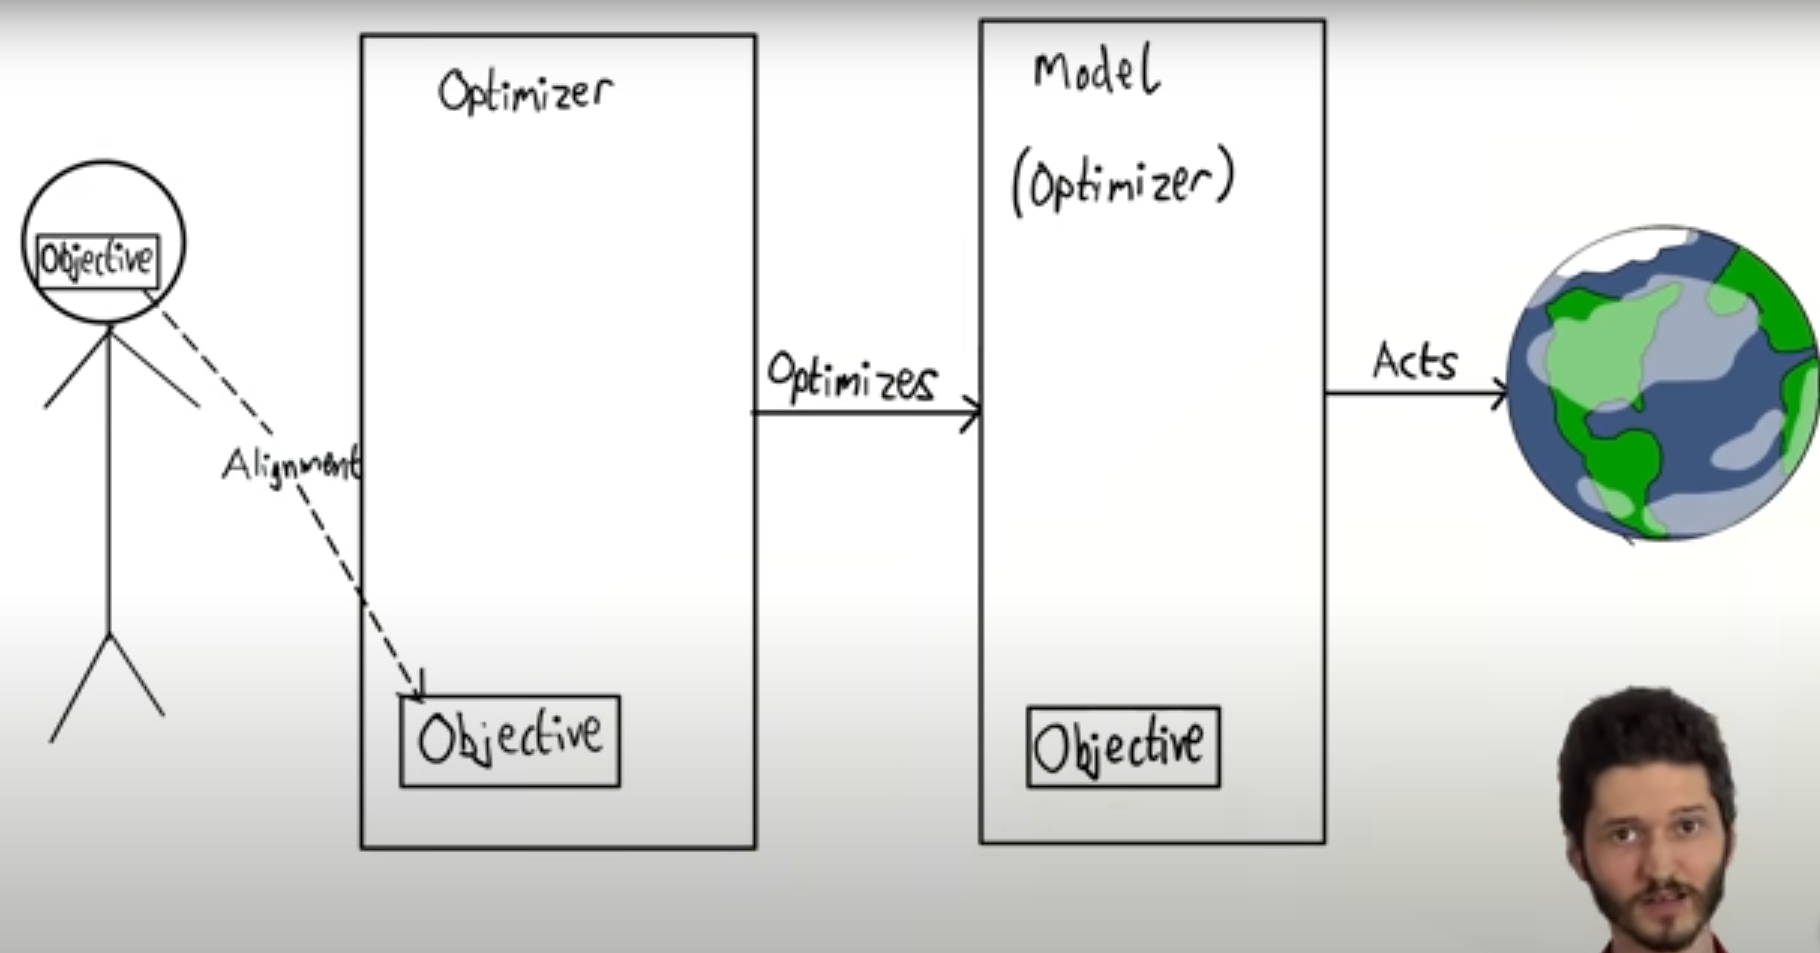 Optimizer
Model
(Optimizer)
Objective
Optimizes
Acts
Alignment
Objective
Objective